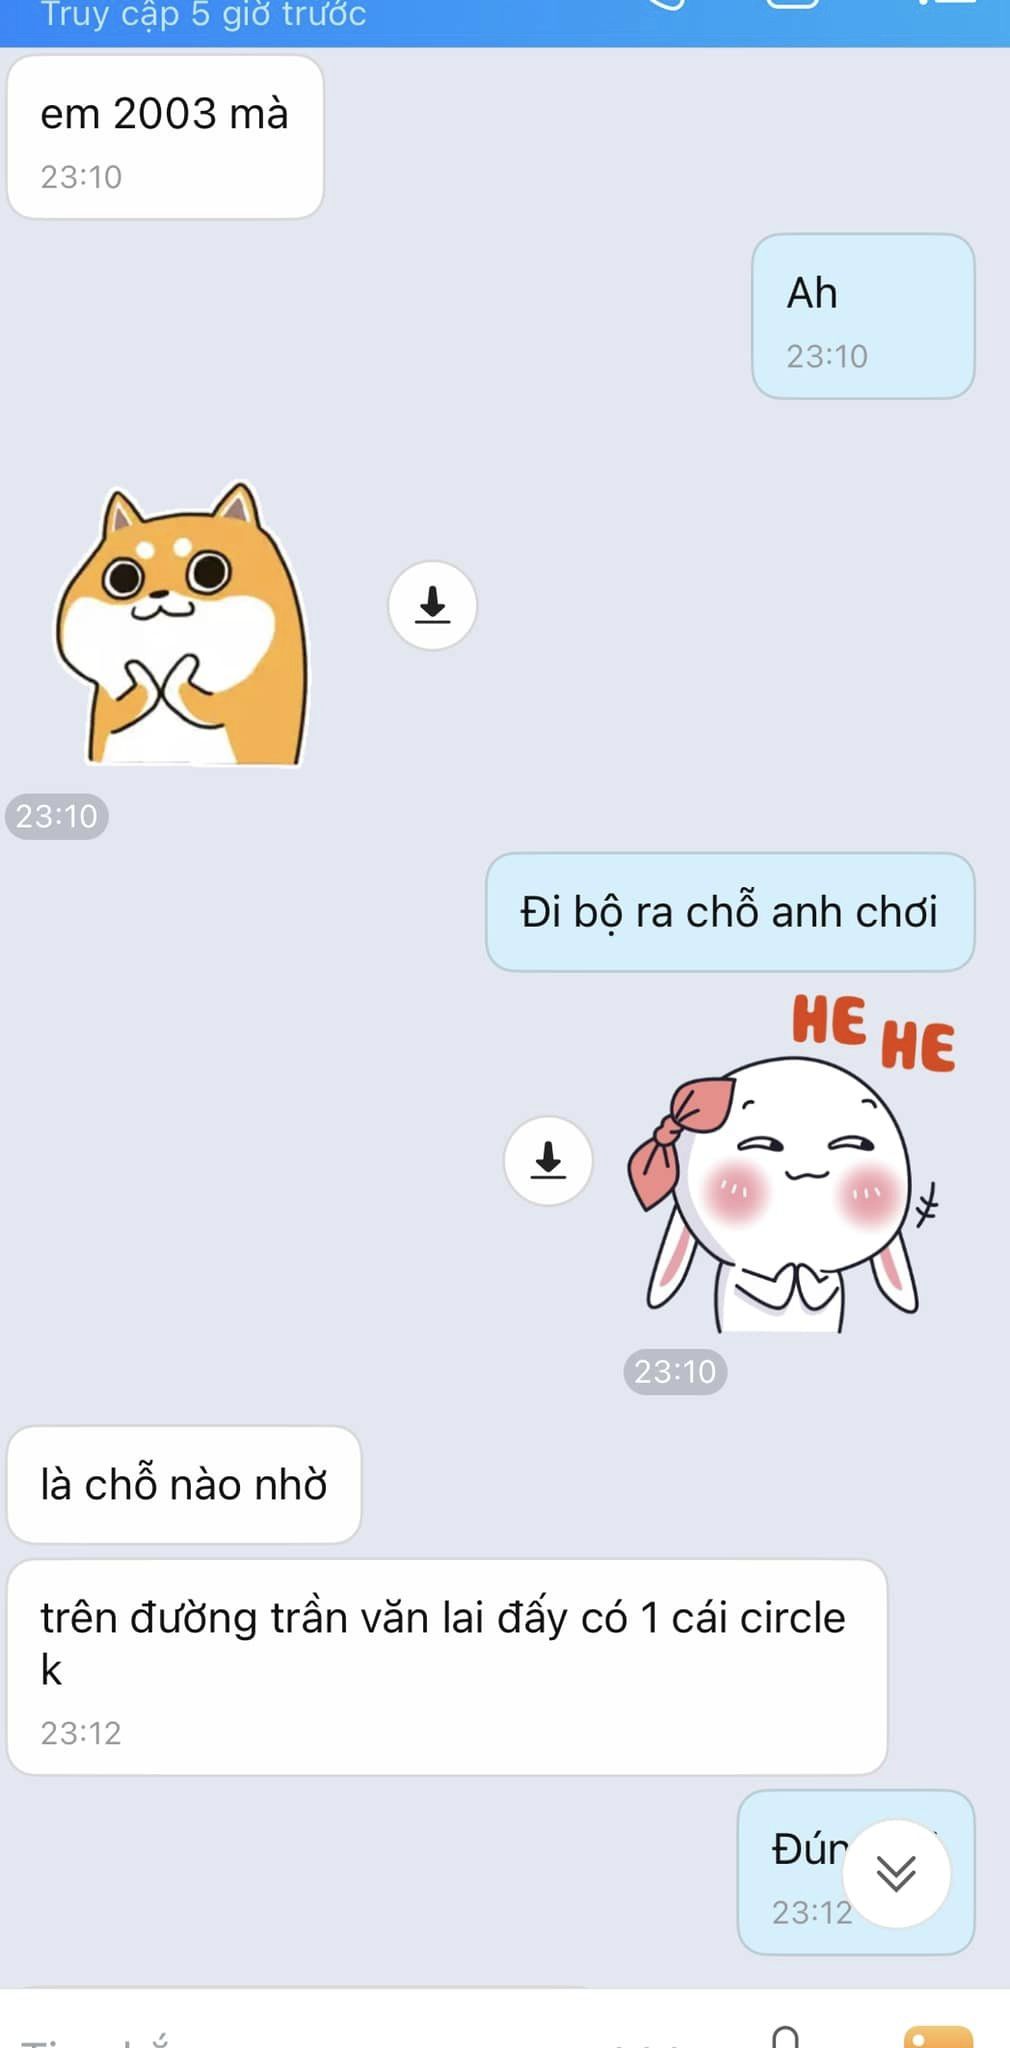 Truy cập 5 giờ trước
em 2003 mà
23:10
Ah
23:10
23:10
Đi bộ ra chỗ anh chơi
HE HE
23:10
là chỗ nào nhờ
trên đường trần văn lai đấy có 1 cái circle
k
23:12
23:12